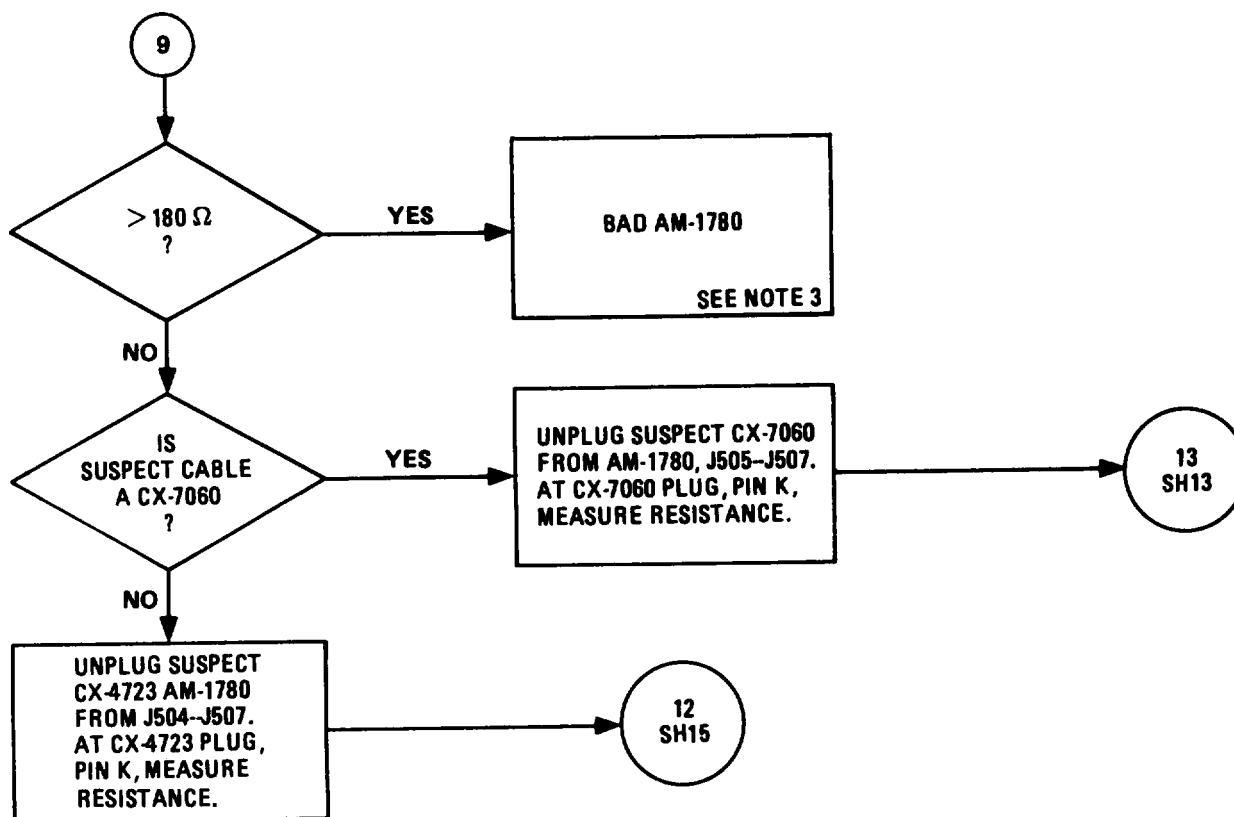 9
> 180 Ω
?
YES
BAD AM-1780
SEE NOTE 3
NO
IS
SUSPECT CABLE
A CX-7060
?
YES
UNPLUG SUSPECT CX-7060
FROM AM-1780, J505–J507.
AT CX-7060 PLUG, PIN K,
MEASURE RESISTANCE.
13
SH13
NO
UNPLUG SUSPECT
CX-4723 AM-1780
FROM J504–J507.
AT CX-4723 PLUG,
PIN K, MEASURE
RESISTANCE.
12
SH15